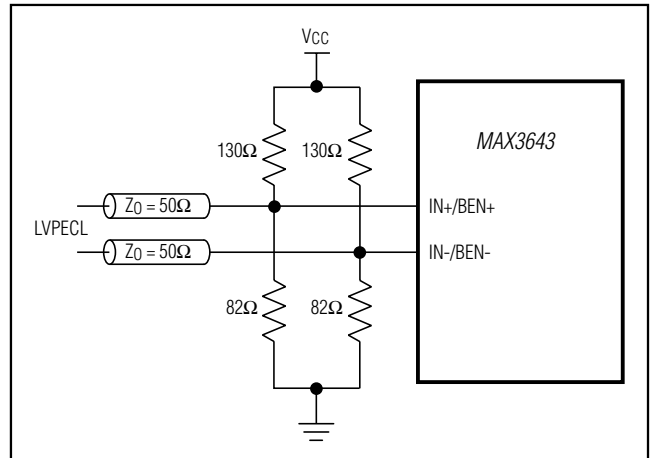 VCC
130Ω 130Ω
MAX3643
Z0 = 50Ω
IN+/BEN+
LVPECL
Z0 = 50Ω
IN-/BEN-
82Ω 82Ω